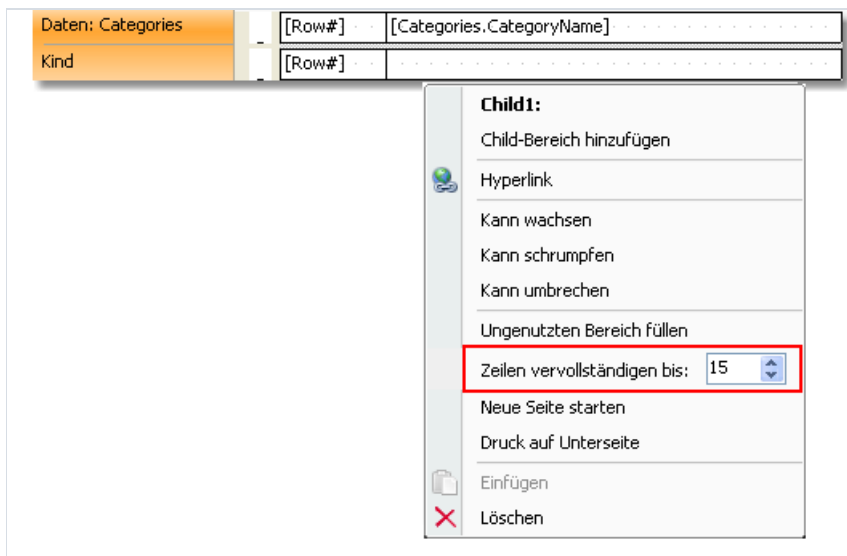 Daten: Categories [Row#] [Categories.CategoryName]
Kind [Row#]
Child1:
Child-Bereich hinzufügen
Hyperlink
Kann wachsen
Kann schrumpfen
Kann umbrechen
Ungenutzten Bereich füllen
Zeilen vervollständigen bis: 15
Neue Seite starten
Druck auf Unterseite
Einfügen
Löschen